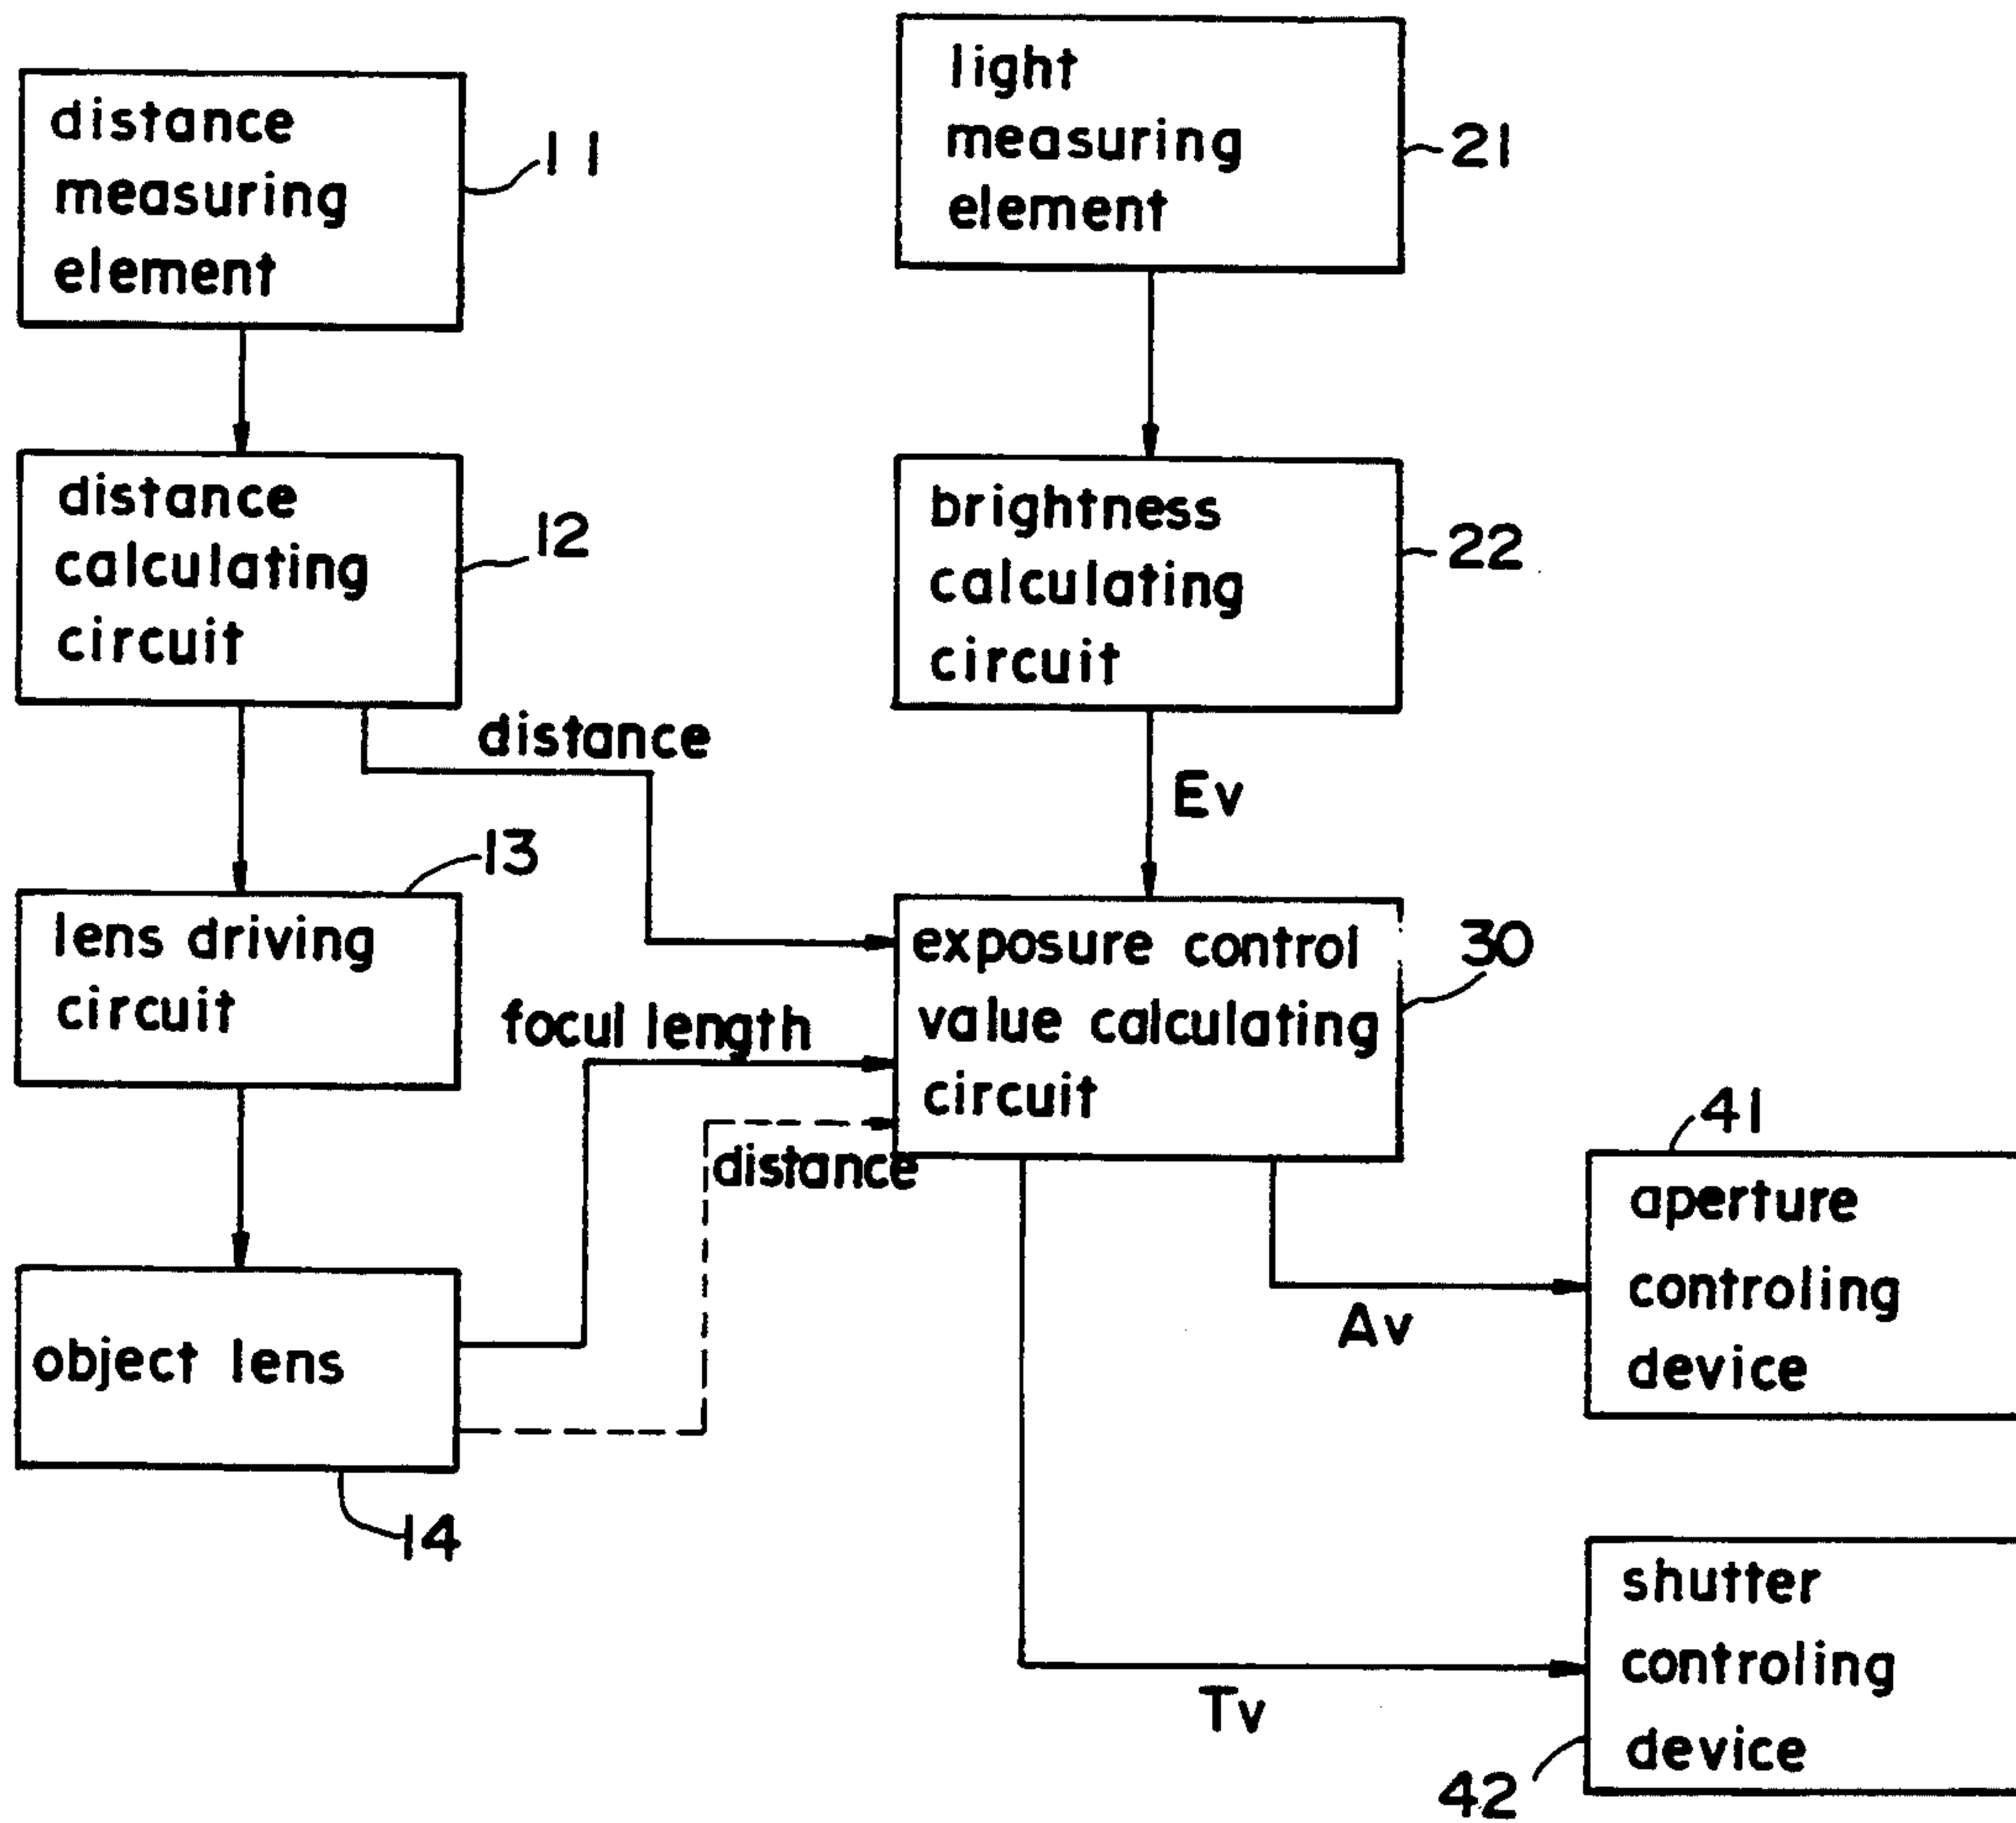 distance
measuring
element
11
light
measuring
element
21
distance
calculating
circuit
12
brightness
calculating
circuit
22
distance
Ev
13
lens driving
circuit
exposure control
value calculating
circuit
30
focul length
distance
41
aperture
controling
device
Av
object lens
14
shutter
controling
device
Tv
42